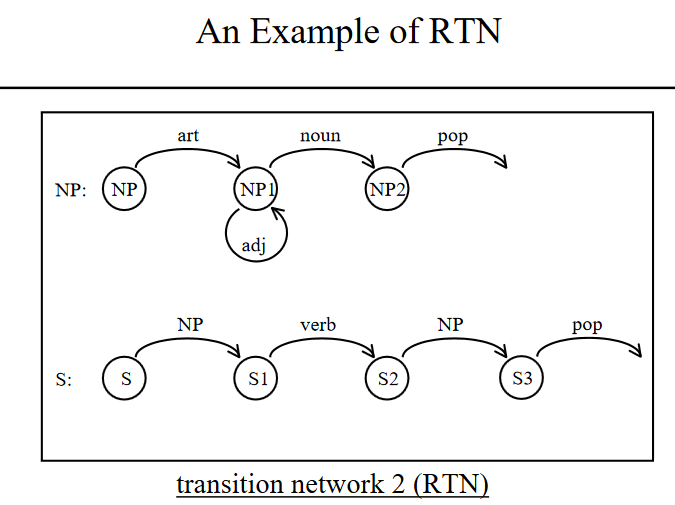 An Example of RTN
art noun pop
NP: NP NP1 NP2
adj
NP verb NP pop
S: S S1 S2 S3
transition network 2 (RTN)